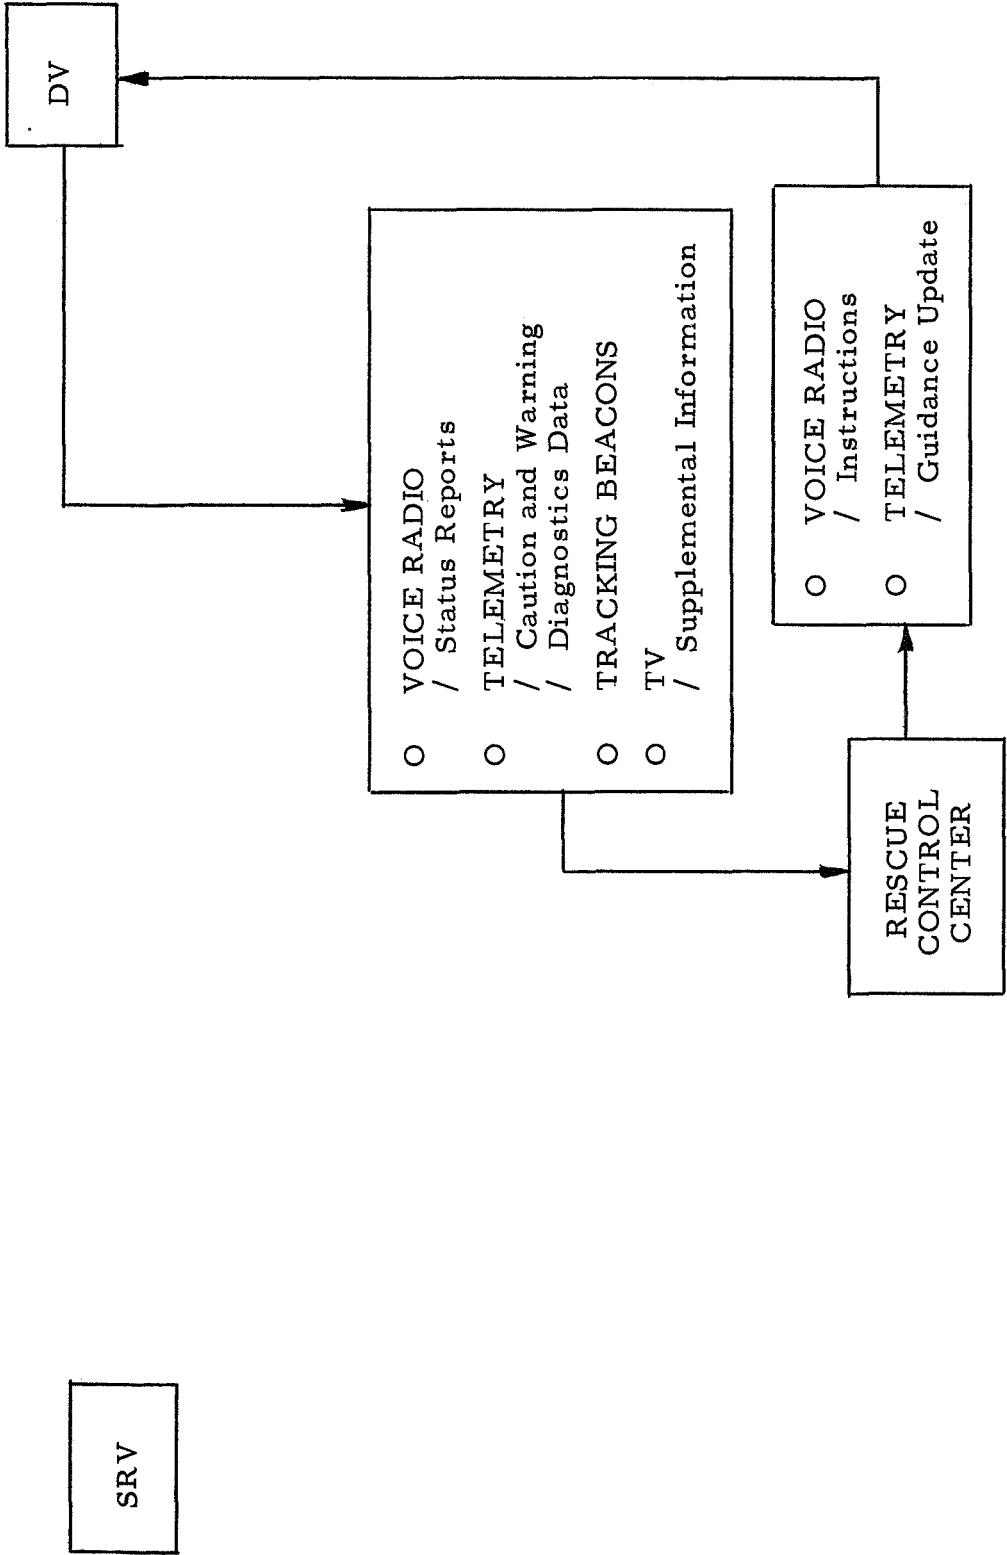 SRV
DV
○ VOICE RADIO
/ Status Reports
○ TELEMETRY
/ Caution and Warning
/ Diagnostics Data
○ TRACKING BEACONS
○ TV
/ Supplemental Information
RESCUE
CONTROL
CENTER
○ VOICE RADIO
/ Instructions
○ TELEMETRY
/ Guidance Update